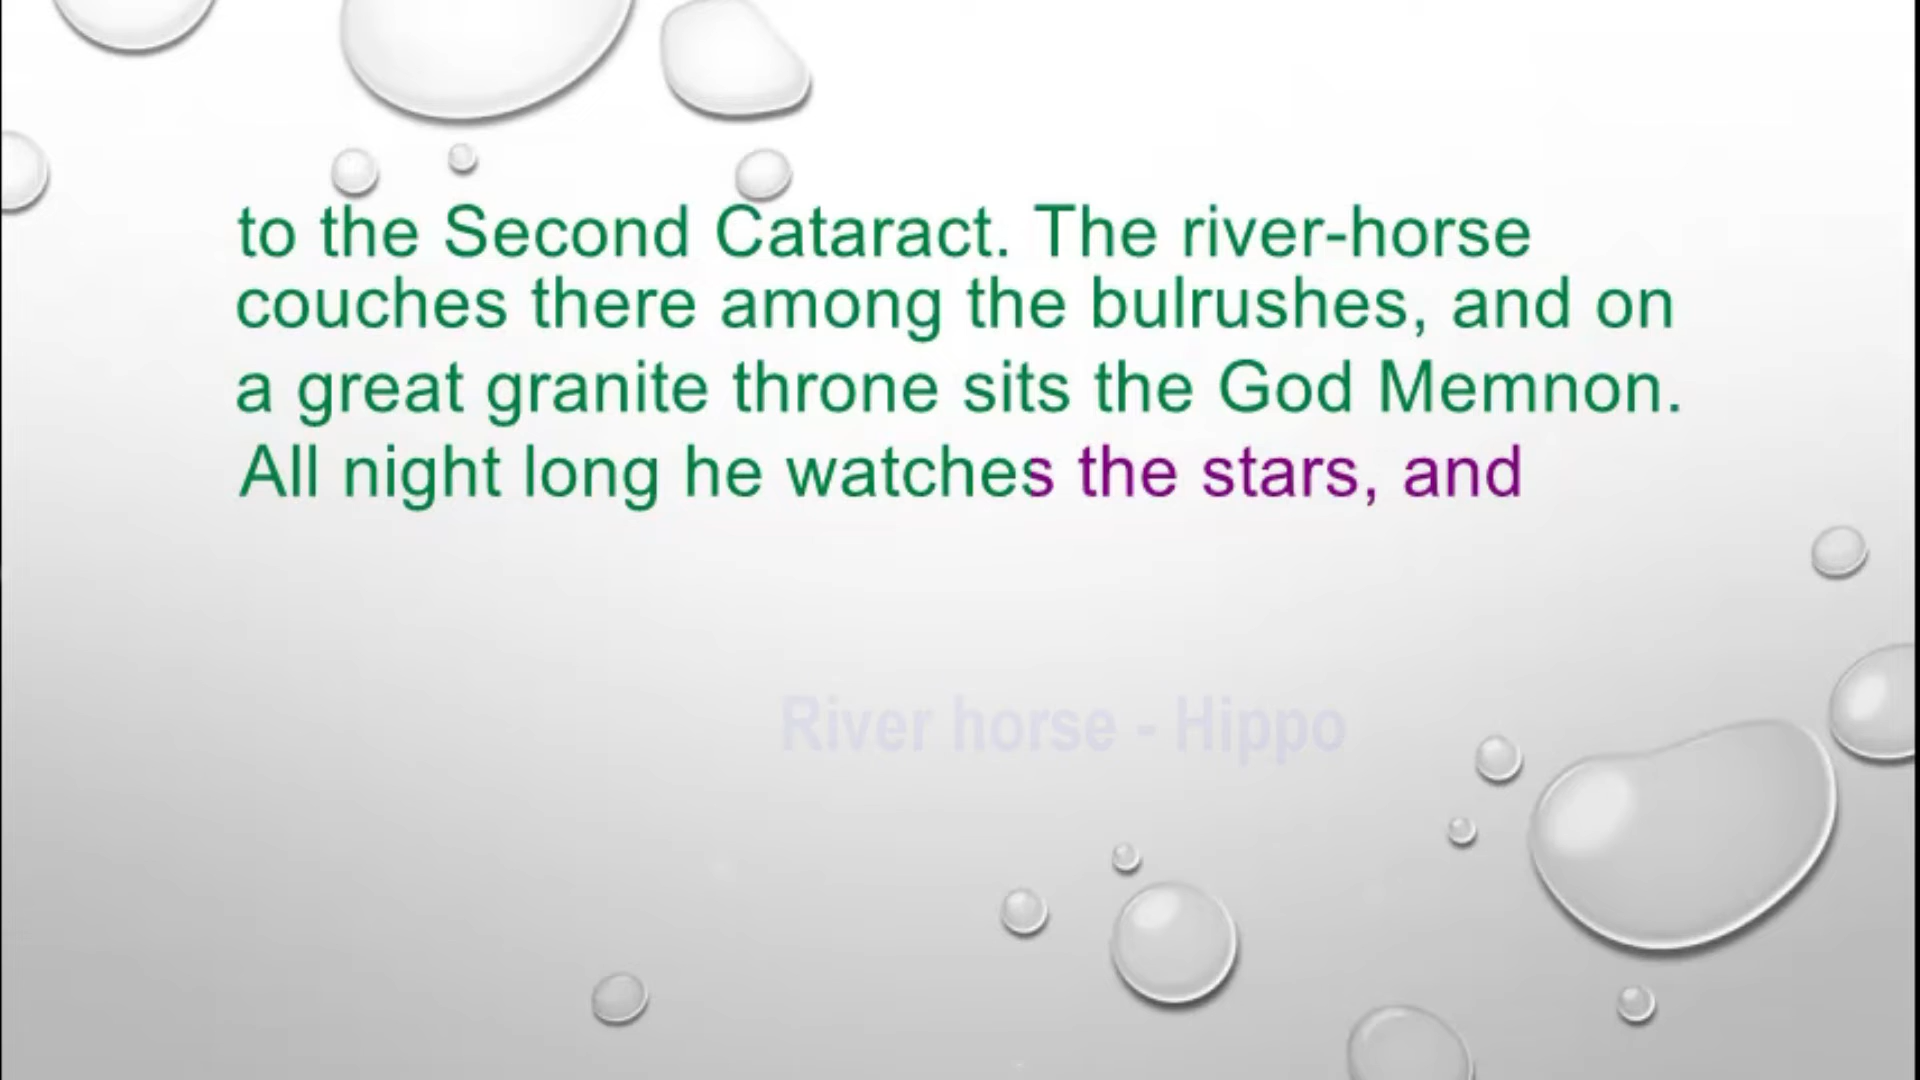 to the Second Cataract. The river-horse
couches there among the bulrushes, and on
a great granite throne sits the God Memnon.
All night long he watches the stars, and
River horse - Hippo